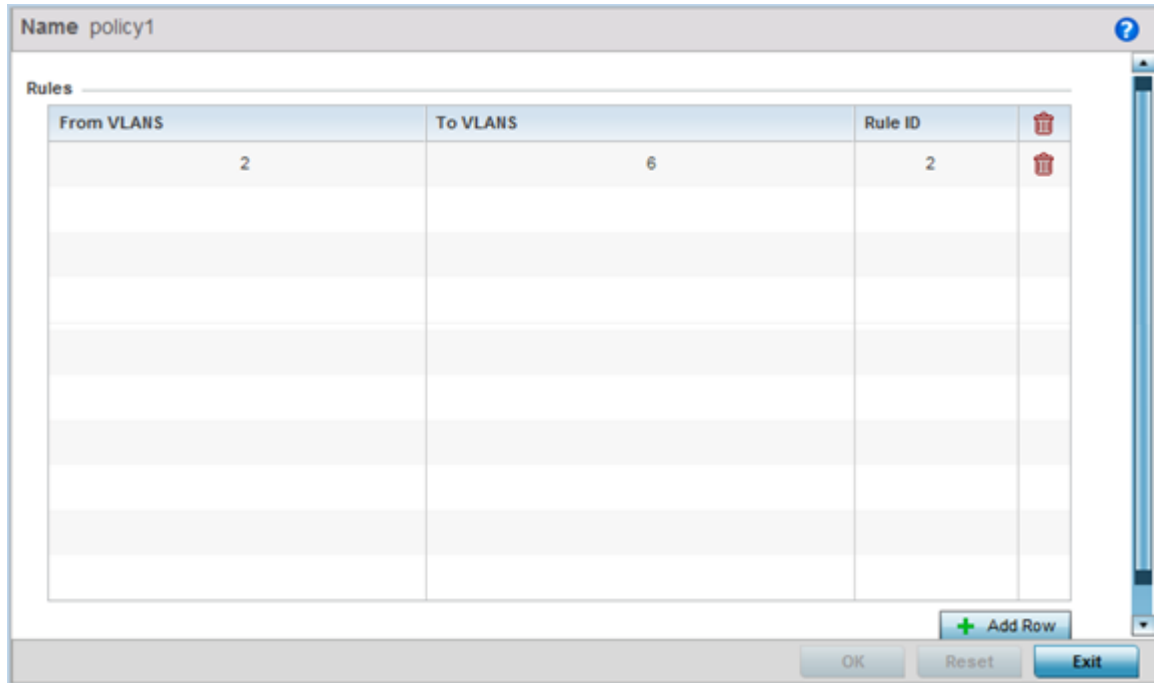 Name policy1 ?
Rules
From VLANS To VLANS Rule ID
2 6 2
+ Add Row
OK Reset Exit